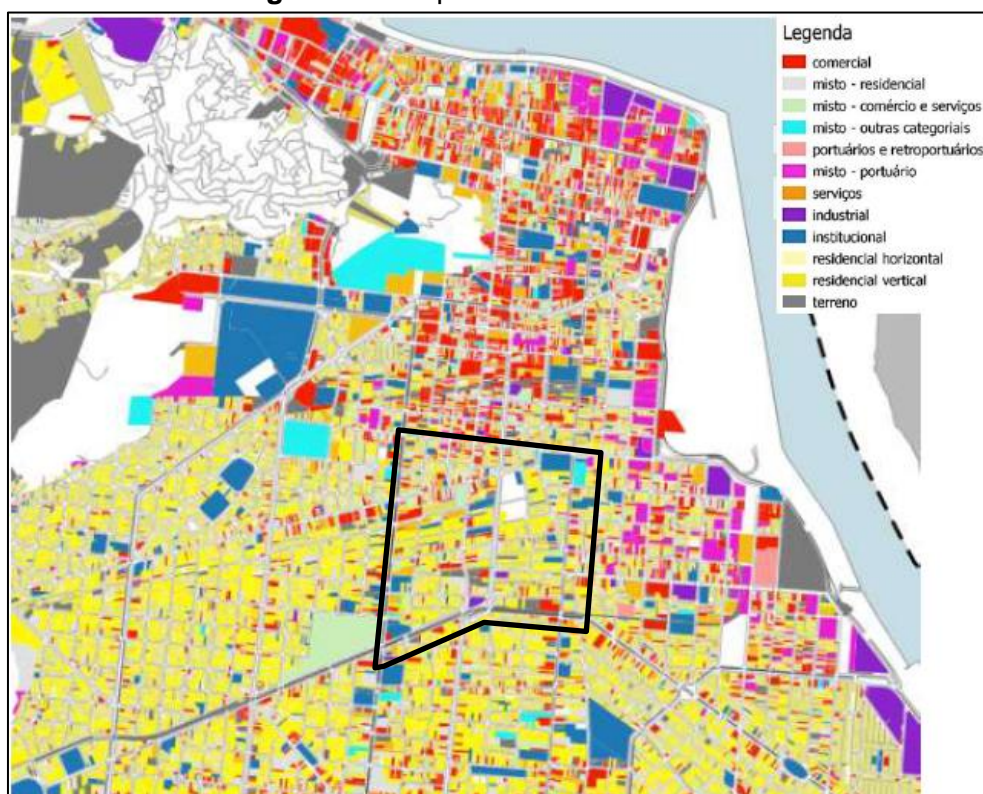 Legenda
comercial
misto - residencial
misto - comércio e serviços
misto - outras categoriais
portuários e retroportuários
misto - portuário
serviços
industrial
institucional
residencial horizontal
residencial vertical
terreno